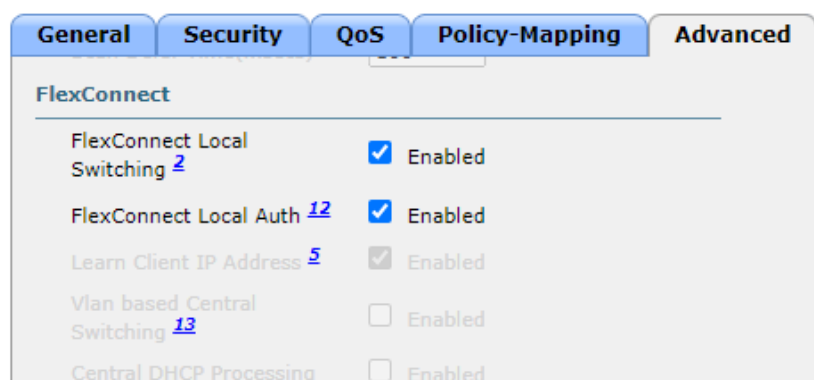 General Security QoS Policy-Mapping Advanced
FlexConnect
FlexConnect Local
Switching 2 Enabled
FlexConnect Local Auth 12 Enabled
Learn Client IP Address 5 Enabled
Vlan based Central
Switching 13 Enabled
Central DHCP Processing Enabled